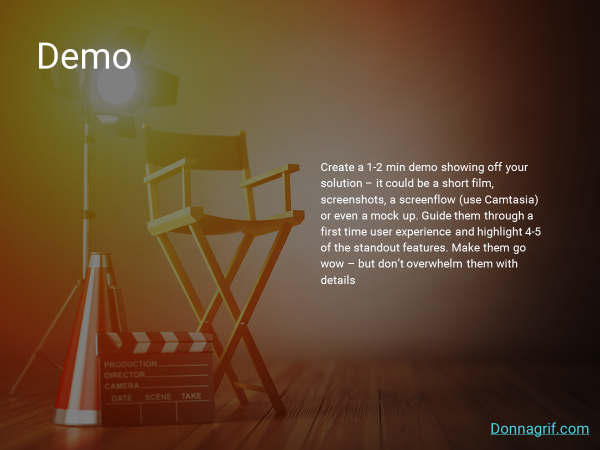 Demo
Create a 1-2 min demo showing off your
solution – it could be a short film,
screenshots, a screenflow (use Camtasia)
or even a mock up. Guide them through a
first time user experience and highlight 4-5
of the standout features. Make them go
wow – but don't overwhelm them with
details
PRODUCTION
DIRECTOR
CAMERA
DATE SCENE TAKE
Donnagrif.com